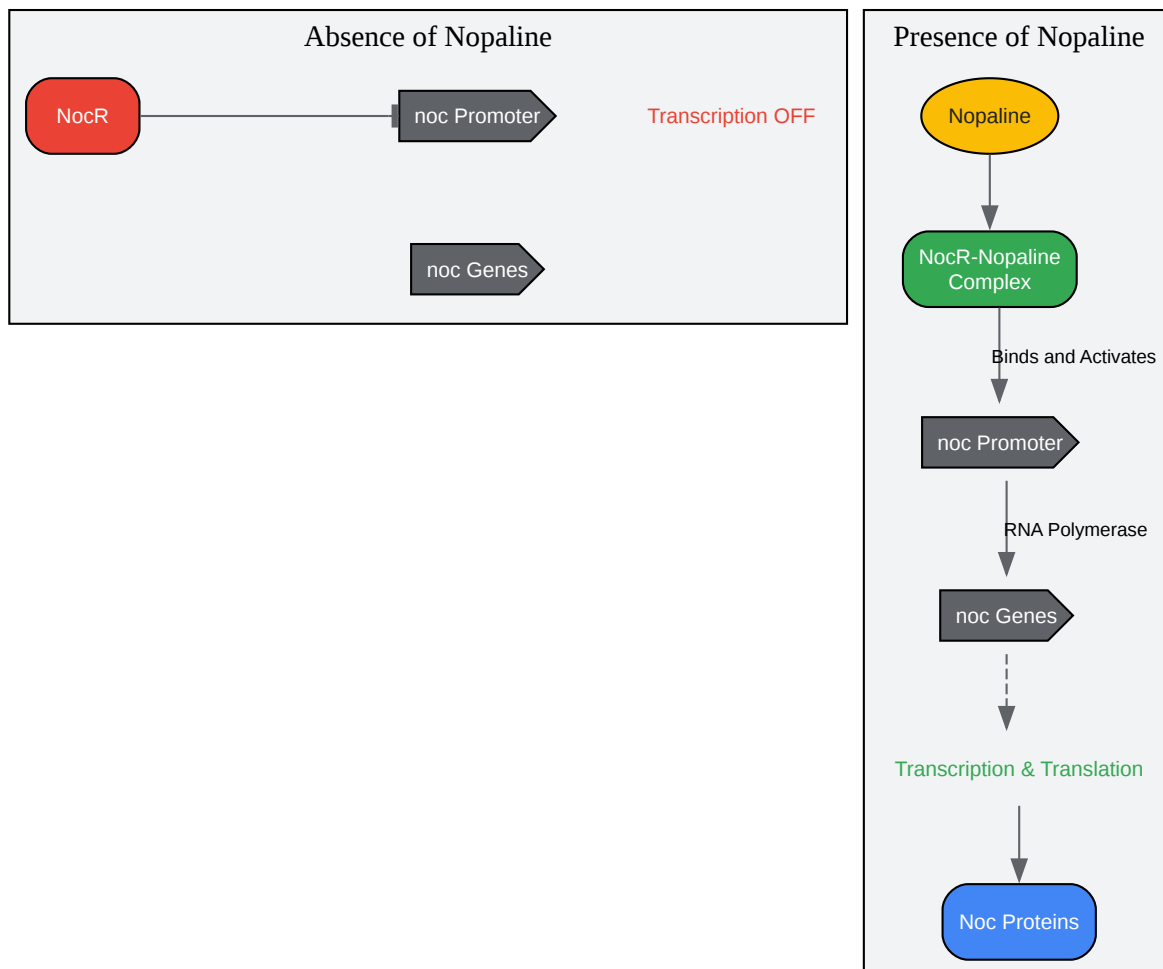 Absence of Nopaline
NocR
noc Promoter
Transcription OFF
noc Genes
Presence of Nopaline
Nopaline
NocR-Nopaline
Complex
Binds and Activates
noc Promoter
RNA Polymerase
noc Genes
Transcription & Translation
Noc Proteins